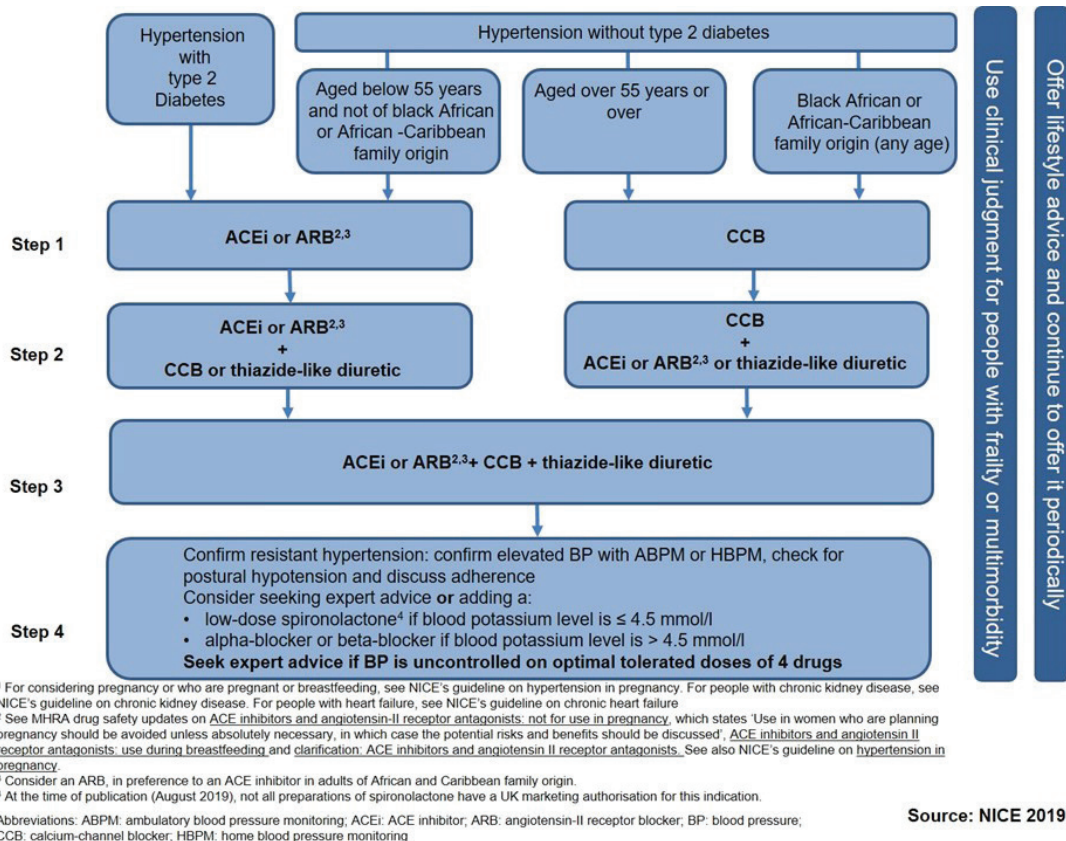 Hypertension
with
type 2
Diabetes
Hypertension without type 2 diabetes
Aged below 55 years
and not of black African
or African -Caribbean
family origin
Aged over 55 years or
over
Black African or
African-Caribbean
family origin (any age)
Step 1
ACEi or ARB2,3
CCB
Step 2
ACEi or ARB2,3
+
CCB or thiazide-like diuretic
CCB
+
ACEi or ARB2,3 or thiazide-like diuretic
Step 3
ACEi or ARB2,3+ CCB + thiazide-like diuretic
Step 4
Confirm resistant hypertension: confirm elevated BP with ABPM or HBPM, check for
postural hypotension and discuss adherence
Consider seeking expert advice or adding a:
• low-dose spironolactone4 if blood potassium level is ≤ 4.5 mmol/l
• alpha-blocker or beta-blocker if blood potassium level is > 4.5 mmol/l
Seek expert advice if BP is uncontrolled on optimal tolerated doses of 4 drugs
Use clinical judgment for people with frailty or multimorbidity
Offer lifestyle advice and continue to offer it periodically
For considering pregnancy or who are pregnant or breastfeeding, see NICE's guideline on hypertension in pregnancy. For people with chronic kidney disease, see
NICE's guideline on chronic kidney disease. For people with heart failure, see NICE's guideline on chronic heart failure
See MHRA drug safety updates on ACE inhibitors and angiotensin-II receptor antagonists: not for use in pregnancy, which states 'Use in women who are planning
pregnancy should be avoided unless absolutely necessary, in which case the potential risks and benefits should be discussed', ACE inhibitors and angiotensin II
receptor antagonists: use during breastfeeding and clarification: ACE inhibitors and angiotensin II receptor antagonists. See also NICE's guideline on hypertension in
pregnancy.
Consider an ARB, in preference to an ACE inhibitor in adults of African and Caribbean family origin.
At the time of publication (August 2019), not all preparations of spironolactone have a UK marketing authorisation for this indication.
Abbreviations: ABPM: ambulatory blood pressure monitoring; ACEi: ACE inhibitor; ARB: angiotensin-II receptor blocker; BP: blood pressure;
CCB: calcium-channel blocker; HBPM: home blood pressure monitoring
Source: NICE 2019